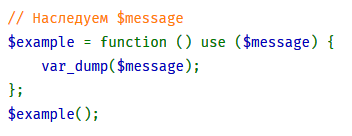 // Наследуем $message
$example = function () use ($message) {
    var_dump($message);
};
$example();